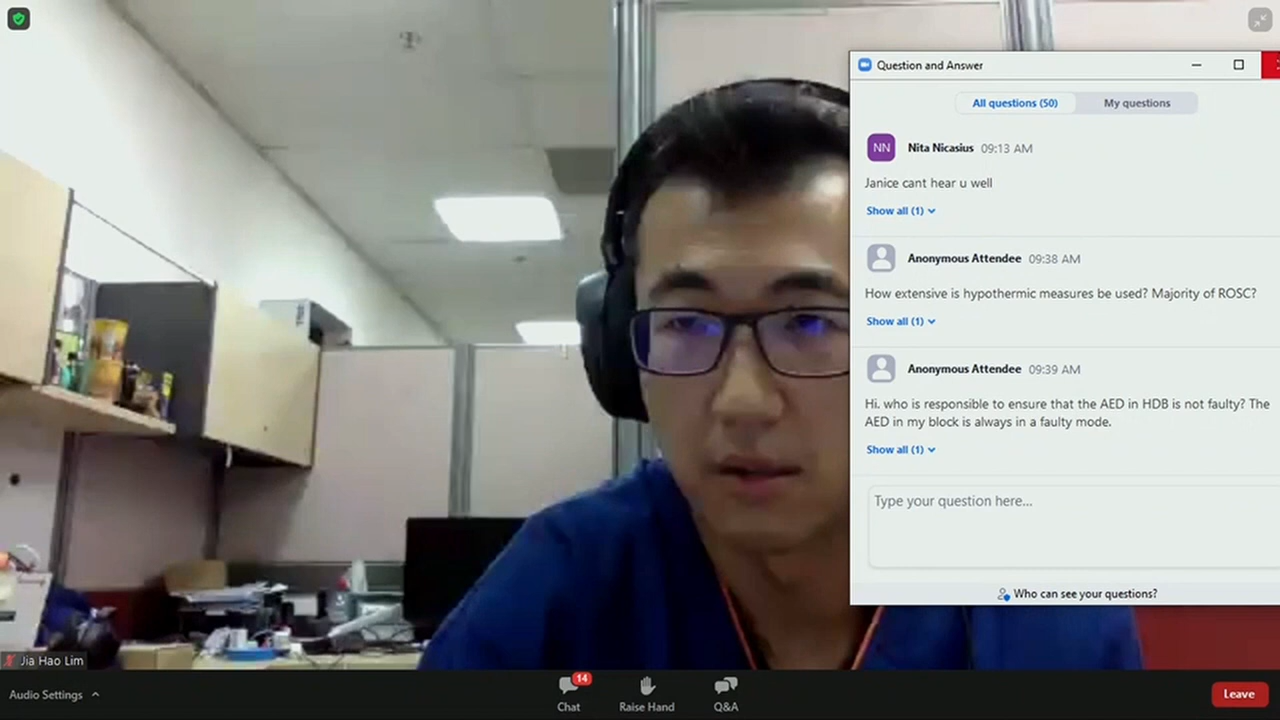 Question and Answer
All questions (50)
My questions
NN
Nita Nicasius 09:13 AM
Janice cant hear u well
Show all (1)
Anonymous Attendee 09:38 AM
How extensive is hypothermic measures be used? Majority of ROSC?
Show all (1)
Anonymous Attendee 09:39 AM
Hi. who is responsible to ensure that the AED in HDB is not faulty? The
AED in my block is always in a faulty mode.
Show all (1)
Type your question here...
Who can see your questions?
Jia Hao Lim
Audio Settings
14
Chat
Raise Hand
Q&A
Leave